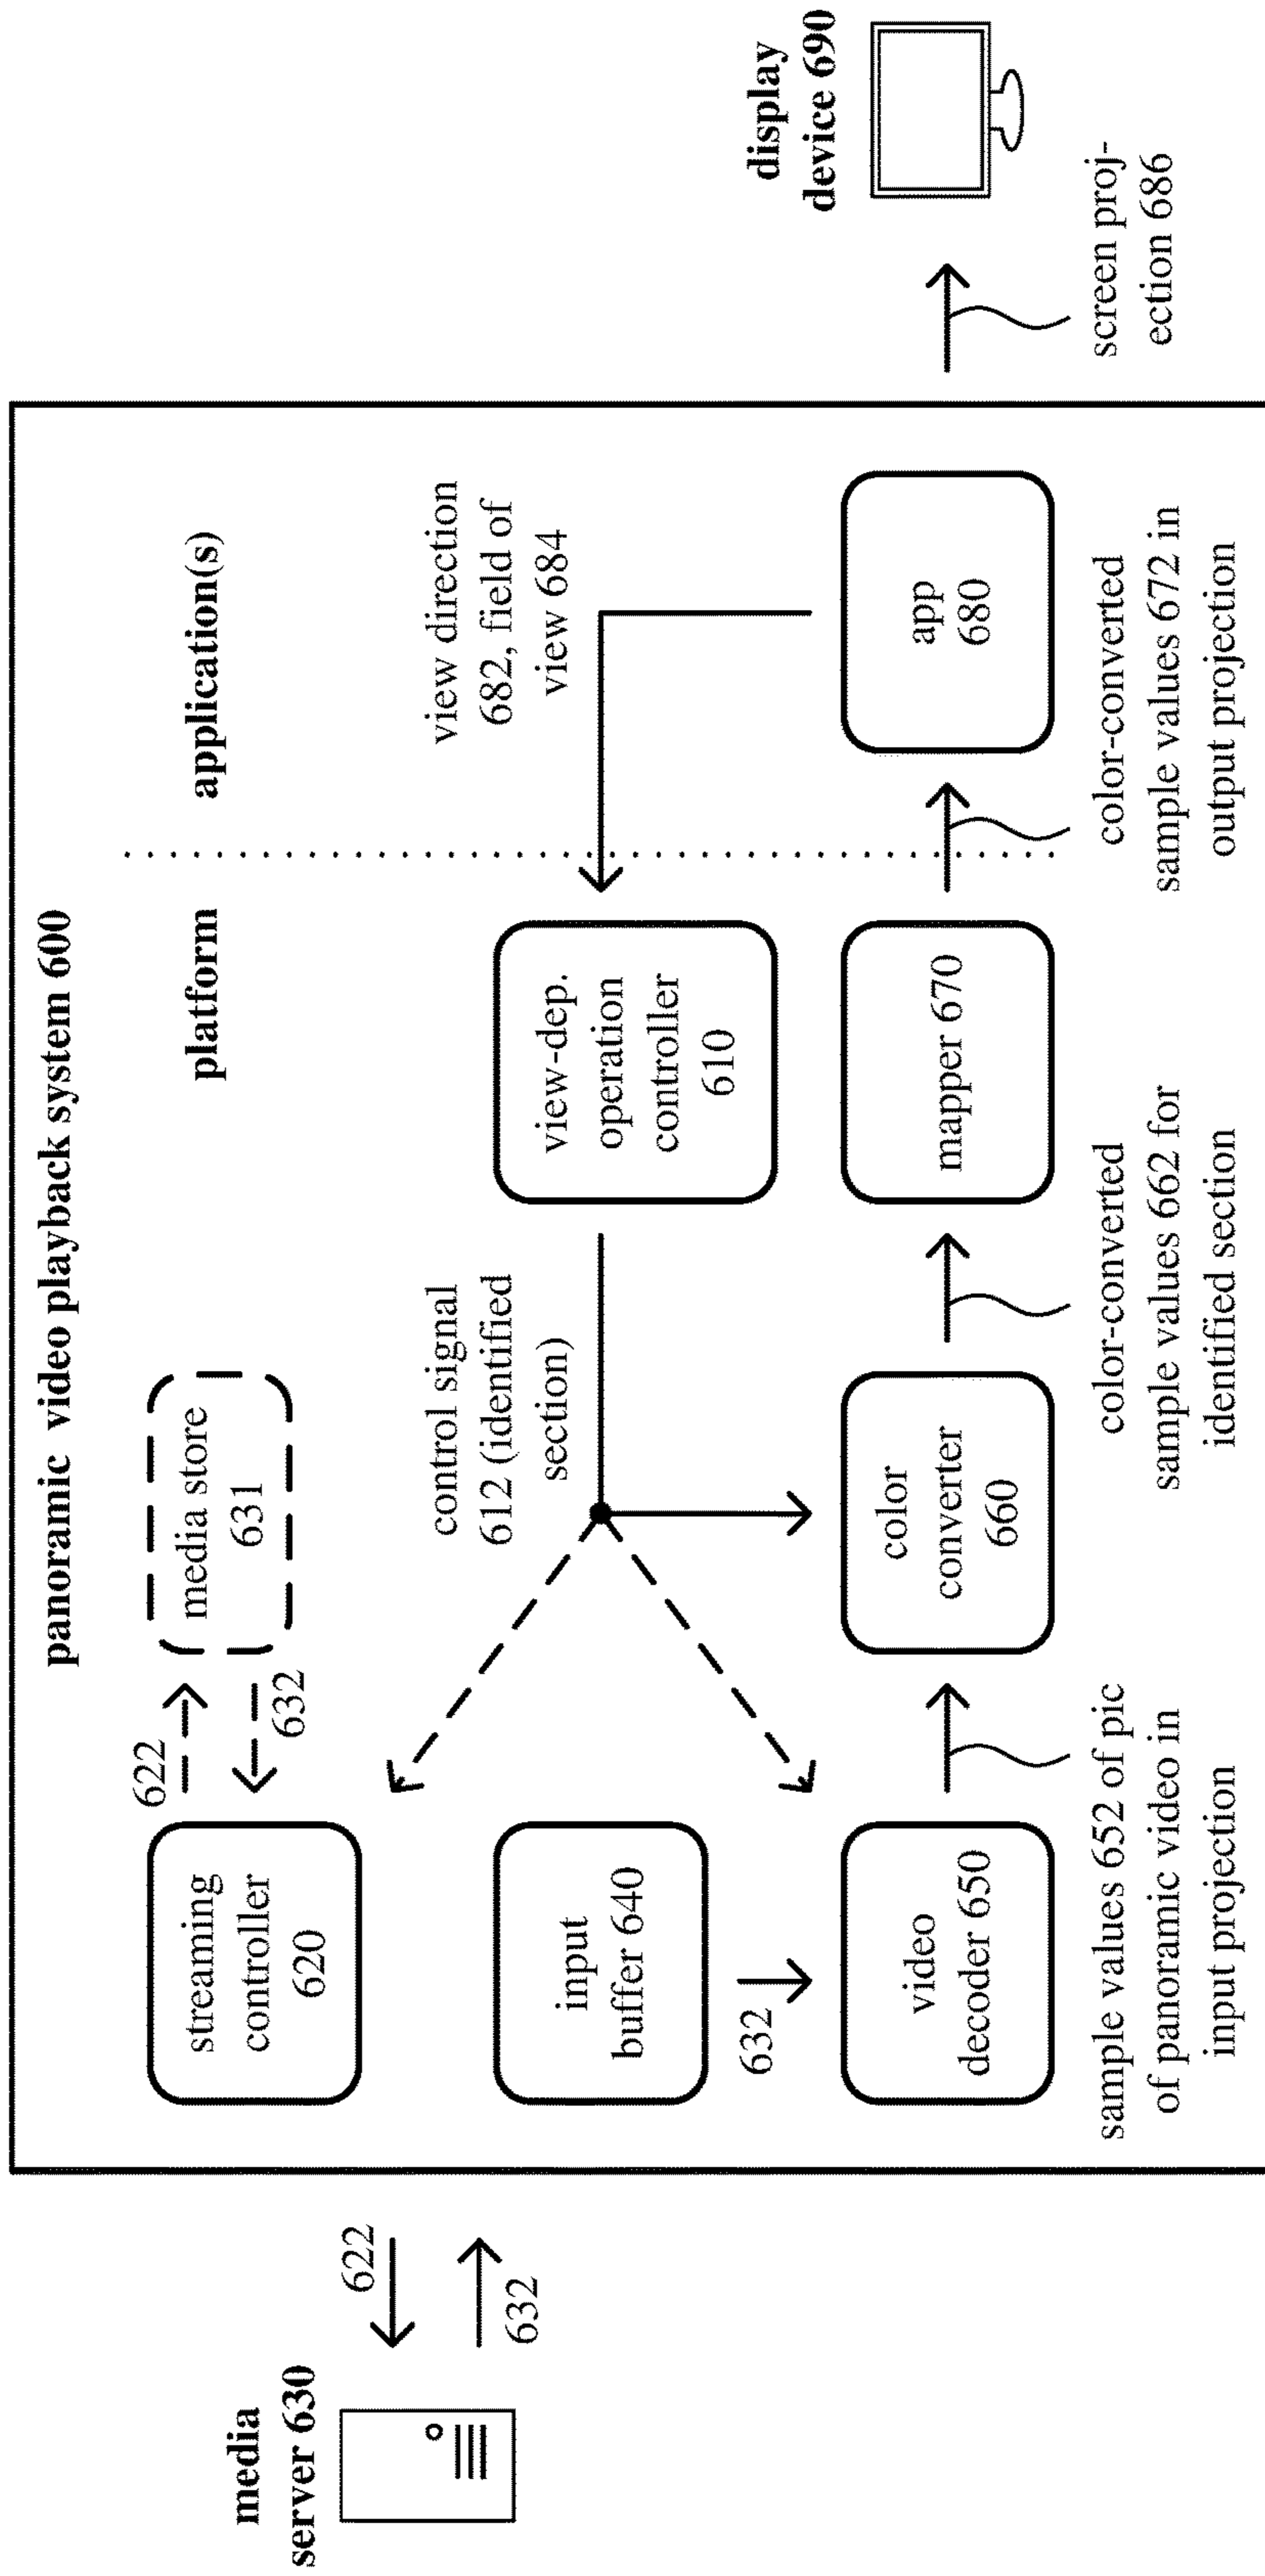 panoramic video playback system 600
platform
application(s)
media
server 630
622
632
streaming
controller
620
622
632
media store
631
control signal
612 (identified
section)
view direction
682, field of
view 684
view-dep.
operation
controller
610
input
buffer 640
632
video
decoder 650
color
converter
660
mapper 670
app
680
display
device 690
sample values 652 of pic
of panoramic video in
input projection
color-converted
sample values 662 for
identified section
color-converted
sample values 672 in
output projection
screen proj-
ection 686